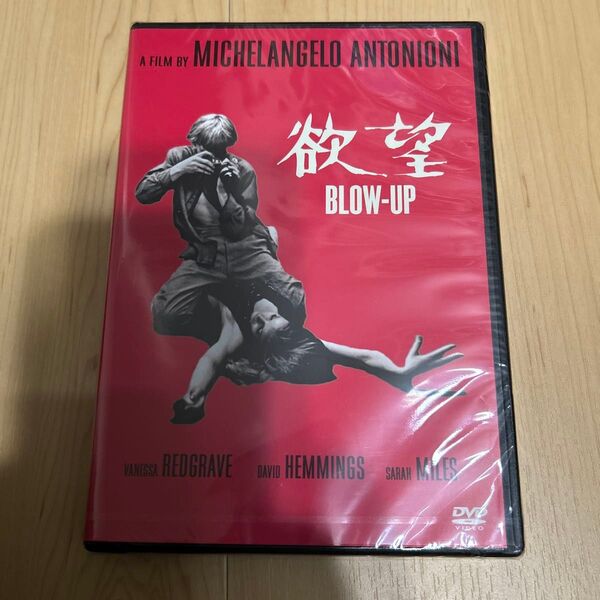 A FILM BY MICHELANGELO ANTONIONI
欲望
BLOW-UP
VANESSA REDGRAVE DAVID HEMMINGS SARAH MILES
DVD
VIDEO